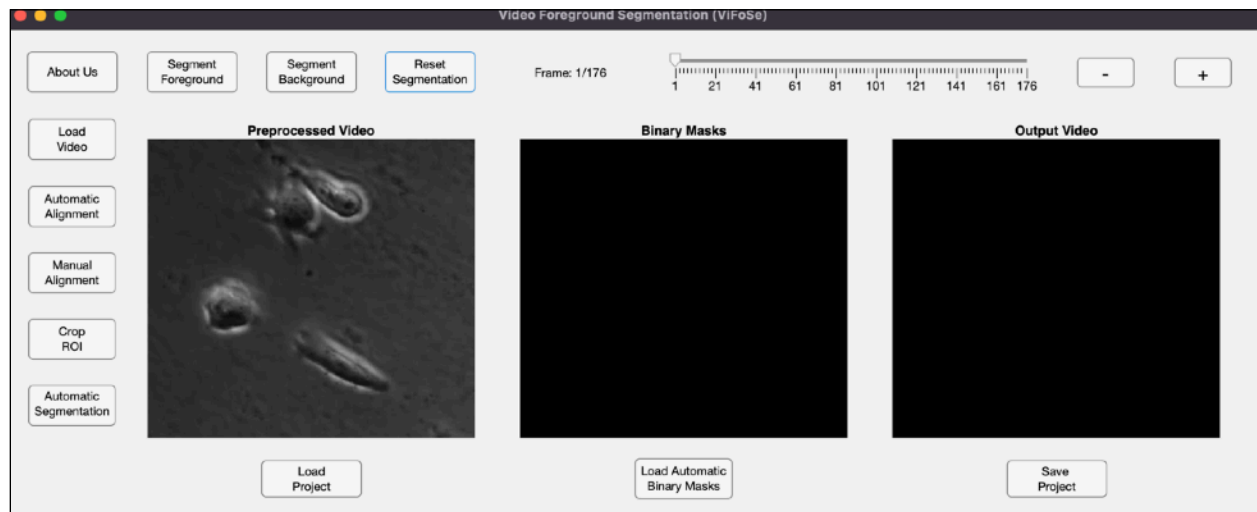 Video Foreground Segmentation (ViFoSe)
About Us
Segment
Foreground
Segment
Background
Reset
Segmentation
Frame: 1/176
1 21 41 61 81 101 121 141 161 176
-
+
Load
Video
Automatic
Alignment
Manual
Alignment
Crop
ROI
Automatic
Segmentation
Preprocessed Video
Binary Masks
Output Video
Load
Project
Load Automatic
Binary Masks
Save
Project